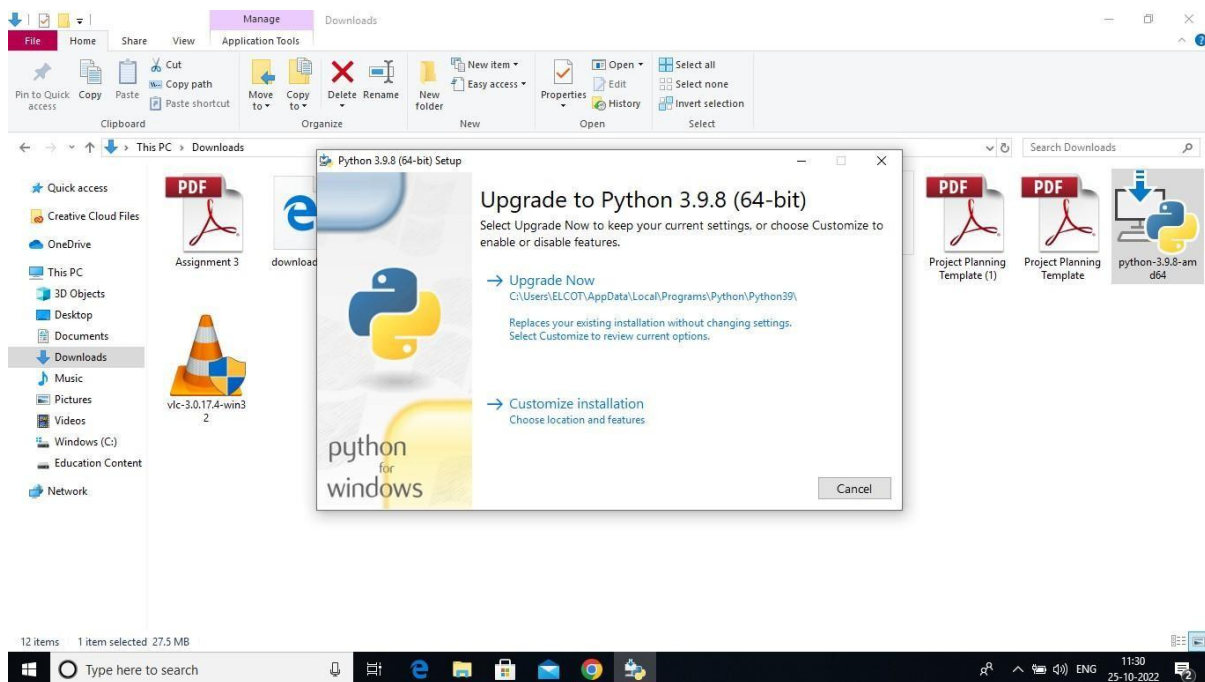 Manage
Downloads
File
Home
Share
View
Application Tools
Pin to Quick
access
Copy
Paste
Cut
Copy path
Paste shortcut
Clipboard
Move
to
Copy
to
Delete
Rename
Organize
New
folder
New item
Easy access
New
Properties
Open
Edit
History
Open
Select all
Select none
Invert selection
Select
This PC > Downloads
Search Downloads
Quick access
Creative Cloud Files
OneDrive
This PC
3D Objects
Desktop
Documents
Downloads
Music
Pictures
Videos
Windows (C:)
Education Content
Network
PDF
Assignment 3
download
vlc-3.0.17.4-win3
2
Python 3.9.8 (64-bit) Setup
Upgrade to Python 3.9.8 (64-bit)
Select Upgrade Now to keep your current settings, or choose Customize to
enable or disable features.
Upgrade Now
C:\Users\ELCOT\AppData\Local\Programs\Python\Python39\
Replaces your existing installation without changing settings.
Select Customize to review current options.
Customize installation
Choose location and features
python
for
windows
Cancel
PDF
Project Planning
Template (1)
PDF
Project Planning
Template
python-3.9.8-am
d64
12 items
1 item selected 27.5 MB
Type here to search
ENG
11:30
25-10-2022
2